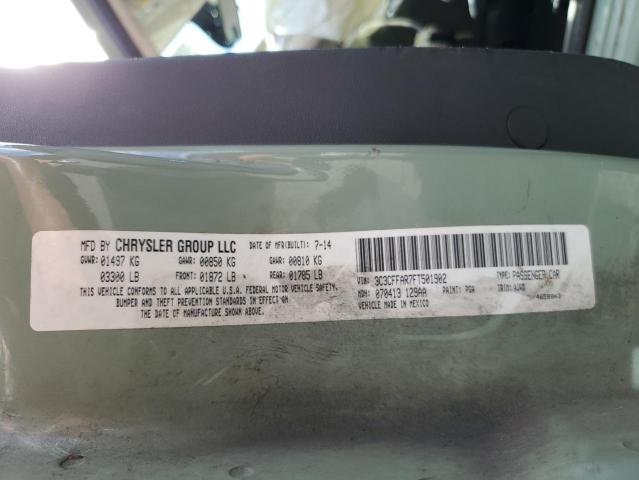 MFD BY CHRYSLER GROUP LLC DATE OF MFR(BUILT): 7-14
GVWR: 01497 KG GAWR: 00850 KG GAWR: 00810 KG
03300 LB FRONT: 01872 LB REAR: 01785 LB
THIS VEHICLE CONFORMS TO ALL APPLICABLE U.S.A. FEDERAL MOTOR VEHICLE SAFETY,
BUMPER AND THEFT PREVENTION STANDARDS IN EFFECT ON
THE DATE OF MANUFACTURE SHOWN ABOVE.
VIN: 3C3CFFAR7FT501902 TYPE: PASSENGER CAR
MDH: 070413 129AA PAINT: PGA TRIM:
VEHICLE MADE IN MEXICO